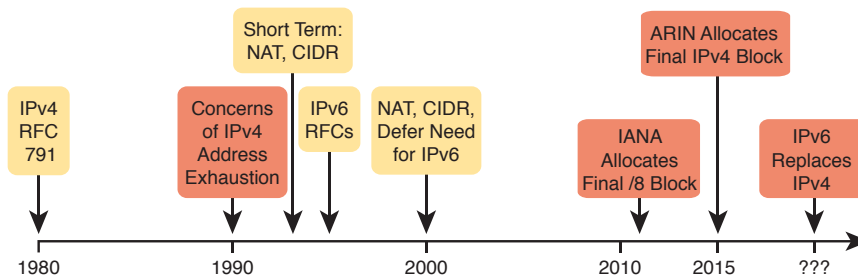 Short Term:
NAT, CIDR
ARIN Allocates
Final IPv4 Block
IPv4
RFC
791
Concerns
of IPv4
Address
Exhaustion
IPv6
RFCs
NAT, CIDR,
Defer Need
for IPv6
IANA
Allocates
Final /8 Block
IPv6
Replaces
IPv4
1980
1990
2000
2010
2015
???